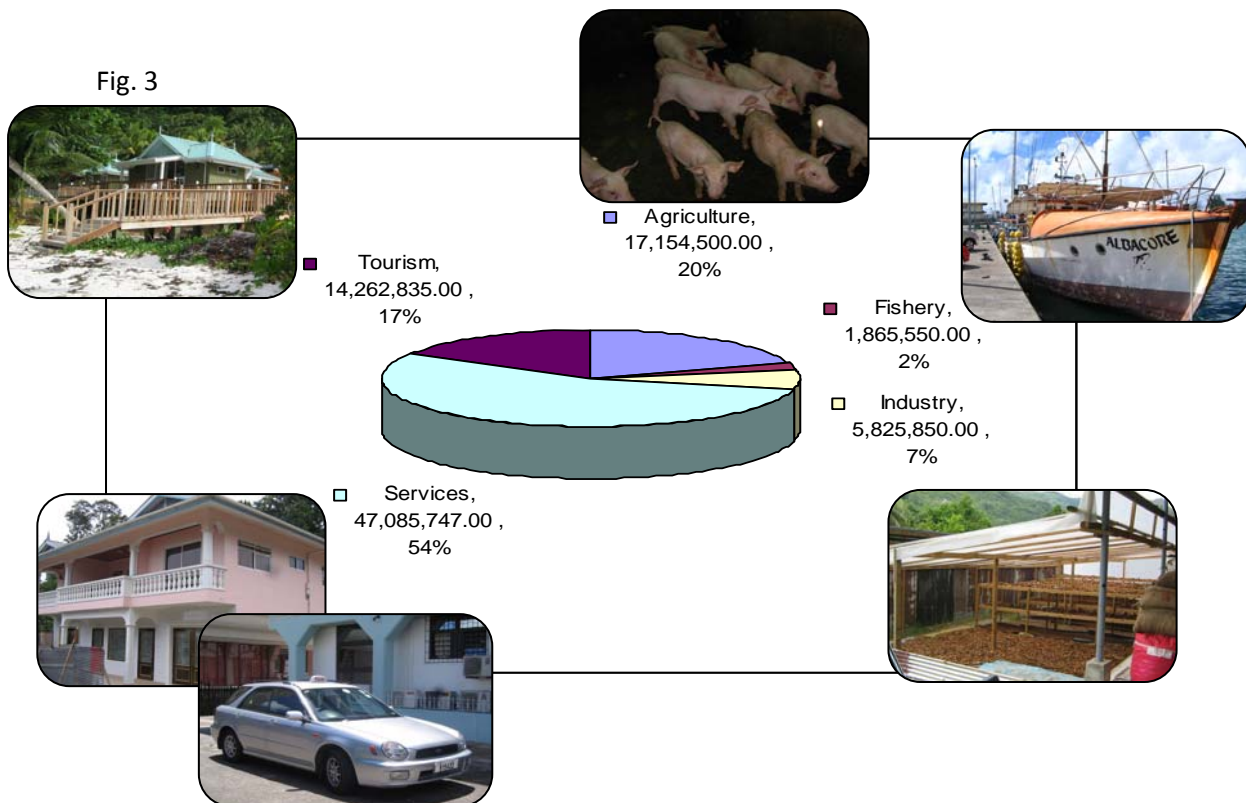 Fig. 3
Agriculture,
17,154,500.00 ,
20%
Tourism,
14,262,835.00 ,
17%
Fishery,
1,865,550.00 ,
2%
Industry,
5,825,850.00 ,
7%
Services,
47,085,747.00 ,
54%
ALBACORE